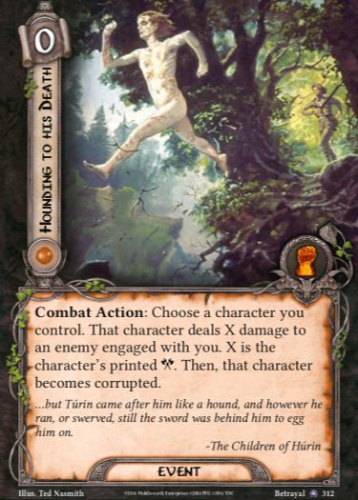 0
HOUNDING TO HIS DEATH
Combat Action: Choose a character you
control. That character deals X damage to
an enemy engaged with you. X is the
character's printed . Then, that character
becomes corrupted.
...but Túrin came after him like a hound, and however he
ran, or swerved, still the sword was behind him to egg
him on.
-The Children of Húrin
EVENT
Illus. Ted Nasmith
Betrayal 312